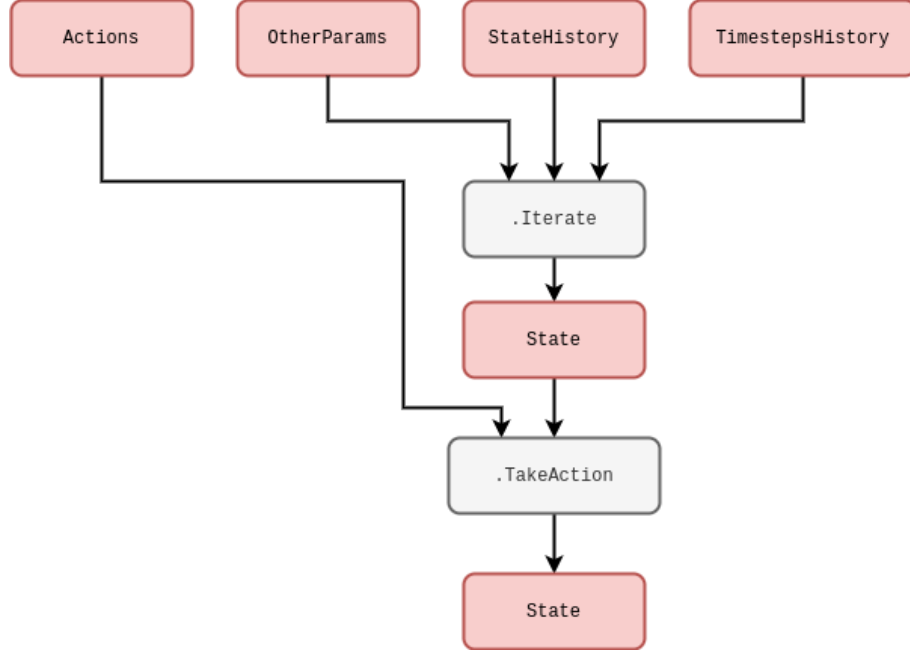 Actions
OtherParams
StateHistory
TimestepsHistory
.Iterate
State
.TakeAction
State